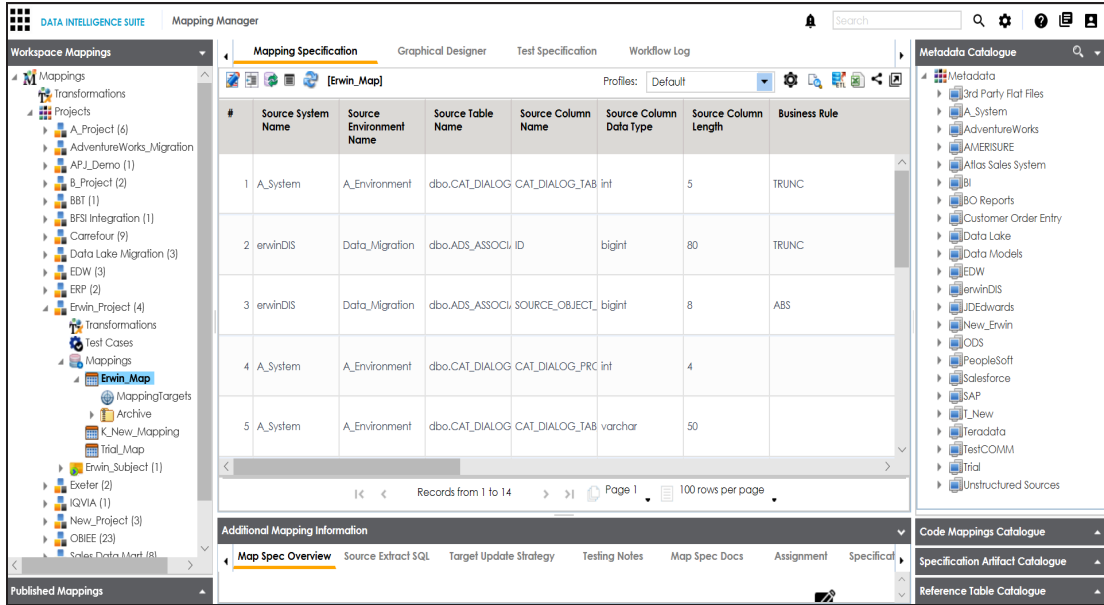 DATA INTELLIGENCE SUITE Mapping Manager Search
Workspace Mappings
Mappings
Transformations
Projects
A_Project (6)
AdventureWorks_Migration
APJ_Demo (1)
B_Project (2)
BBT (1)
BFSI Integration (1)
Carrefour (9)
Data Lake Migration (3)
EDW (3)
ERP (2)
Erwin_Project (4)
Transformations
Test Cases
Mappings
Erwin_Map
MappingTargets
Archive
K_New_Mapping
Trial_Map
Erwin_Subject (1)
Exeter (2)
IQVIA (1)
New_Project (3)
OBIEE (23)
Sales Data Mart (8)
Published Mappings
Mapping Specification Graphical Designer Test Specification Workflow Log
[Erwin_Map] Profiles: Default
# Source System Name Source Environment Name Source Table Name Source Column Name Source Column Data Type Source Column Length Business Rule
1 A_System A_Environment dbo.CAT_DIALOG CAT_DIALOG_TAB int 5 TRUNC
2 erwinDIS Data_Migration dbo.ADS_ASSOCI ID bigint 80 TRUNC
3 erwinDIS Data_Migration dbo.ADS_ASSOCI SOURCE_OBJECT_ bigint 8 ABS
4 A_System A_Environment dbo.CAT_DIALOG CAT_DIALOG_PRO int 4
5 A_System A_Environment dbo.CAT_DIALOG CAT_DIALOG_TAB varchar 50
Records from 1 to 14 Page 1 100 rows per page
Additional Mapping Information
Map Spec Overview Source Extract SQL Target Update Strategy Testing Notes Map Spec Docs Assignment Specificat
Metadata Catalogue
Metadata
3rd Party Flat Files
A_System
AdventureWorks
AMERISURE
Atlas Sales System
BI
BO Reports
Customer Order Entry
Data Lake
Data Models
EDW
erwinDIS
JDEdwards
New_Erwin
ODS
PeopleSoft
Salesforce
SAP
T_New
Teradata
TestCOMM
Trial
Unstructured Sources
Code Mappings Catalogue
Specification Artifact Catalogue
Reference Table Catalogue